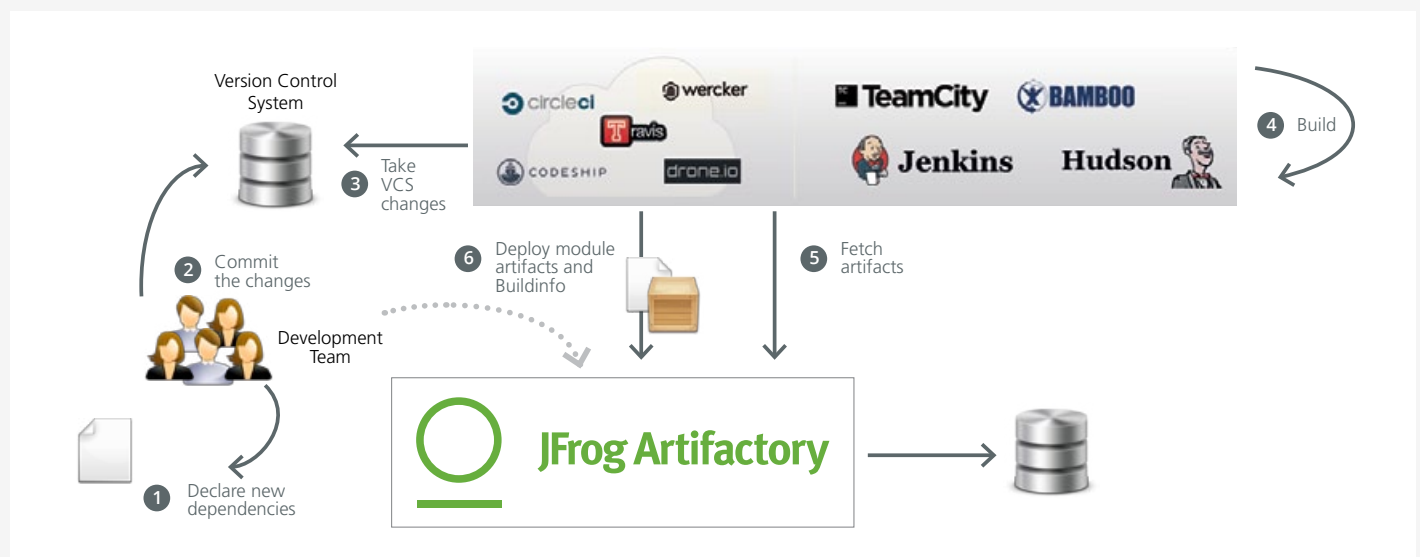 Version Control
System
circleci
wercker
Travis
CODESHIP
drone.io
TC
TeamCity
BAMBOO
Jenkins
Hudson
4 Build
3 Take
VCS
changes
2 Commit
the changes
6 Deploy module
artifacts and
Buildinfo
5 Fetch
artifacts
Development
Team
JFrog Artifactory
1 Declare new
dependencies